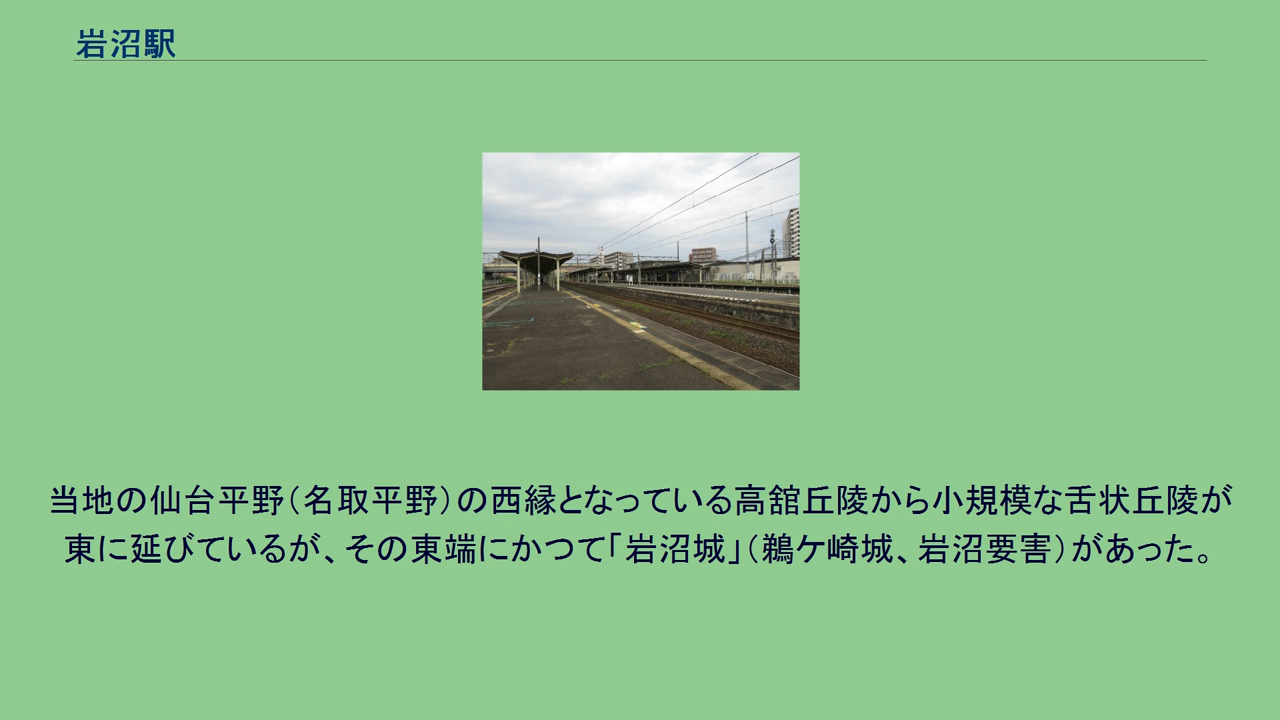 岩沼駅
当地の仙台平野（名取平野）の西縁となっている高舘丘陵から小規模な舌状丘陵が
東に延びているが、その東端にかつて「岩沼城」（鵜ケ崎城、岩沼要害）があった。